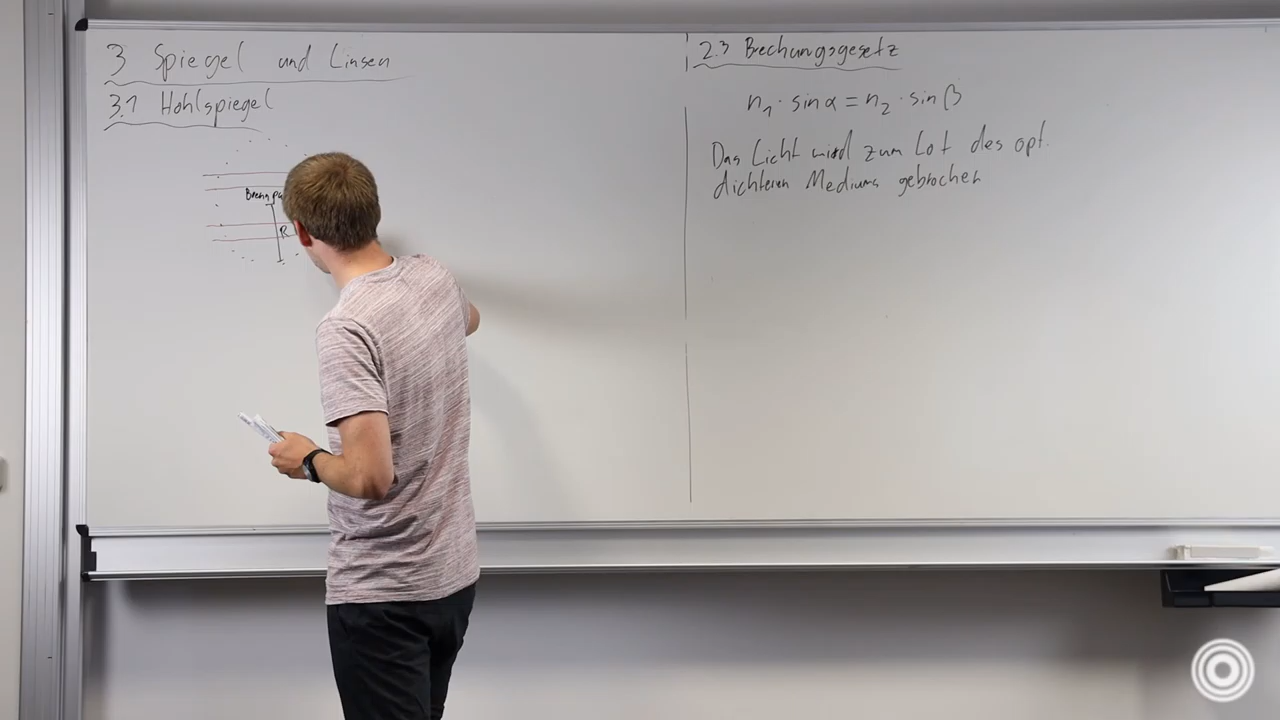 3 Spiegel und Linsen
3.1 Hohlspiegel
R
2.3 Brechungsgesetz
n₁ · sin α = n₂ · sin β
Das Licht wird zum Lot des opt.
dichteren Mediums gebrochen